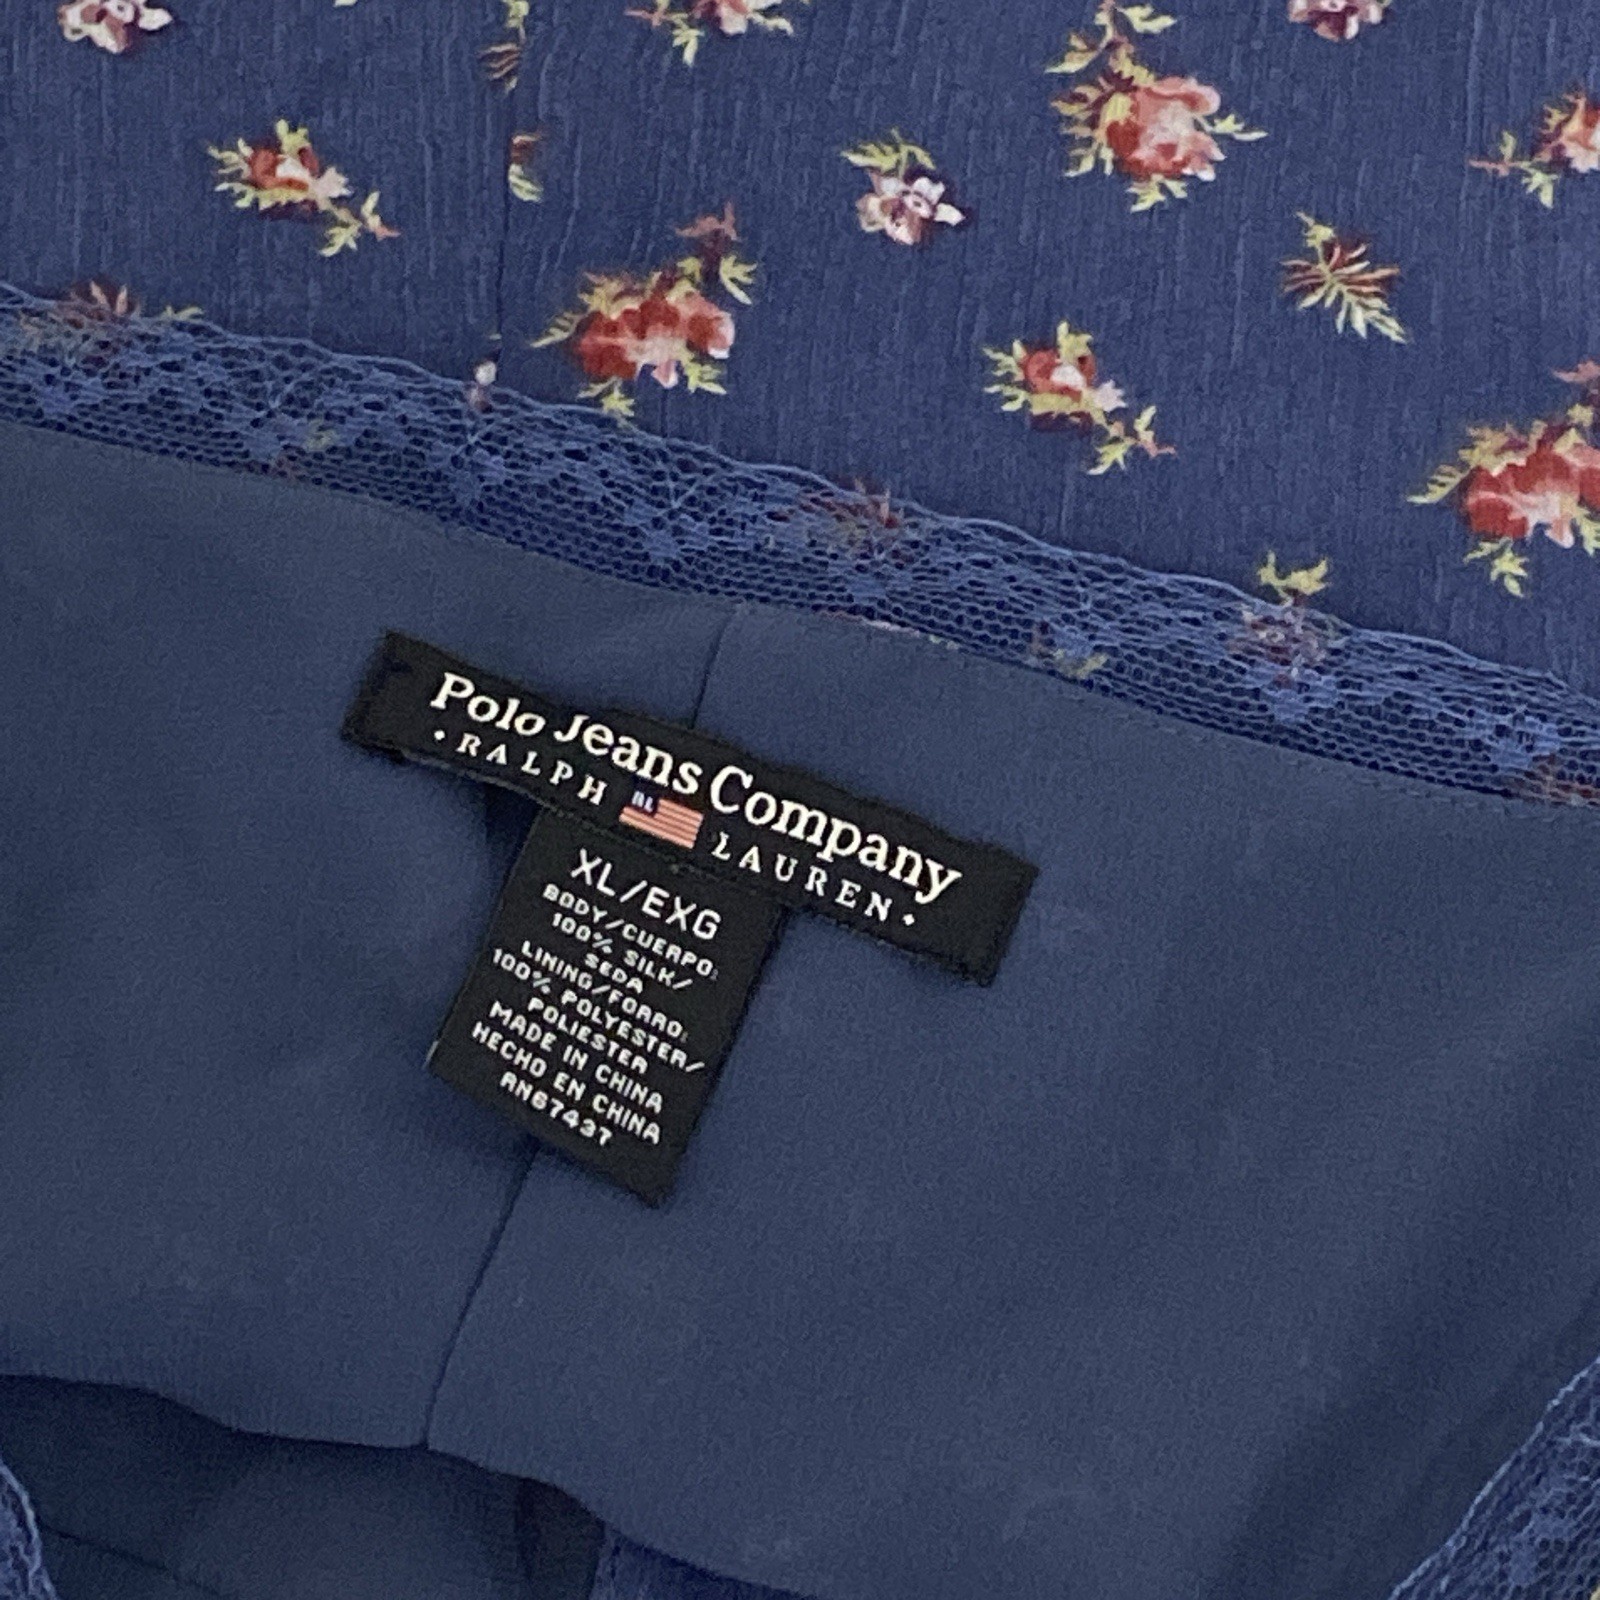 Polo Jeans Company
• RALPH RL LAUREN •
XL/EXG
BODY/CUERPO:
100% SILK/
SEDA
LINING/FORRO:
100% POLYESTER/
POLIESTER
MADE IN CHINA
HECHO EN CHINA
RN67437